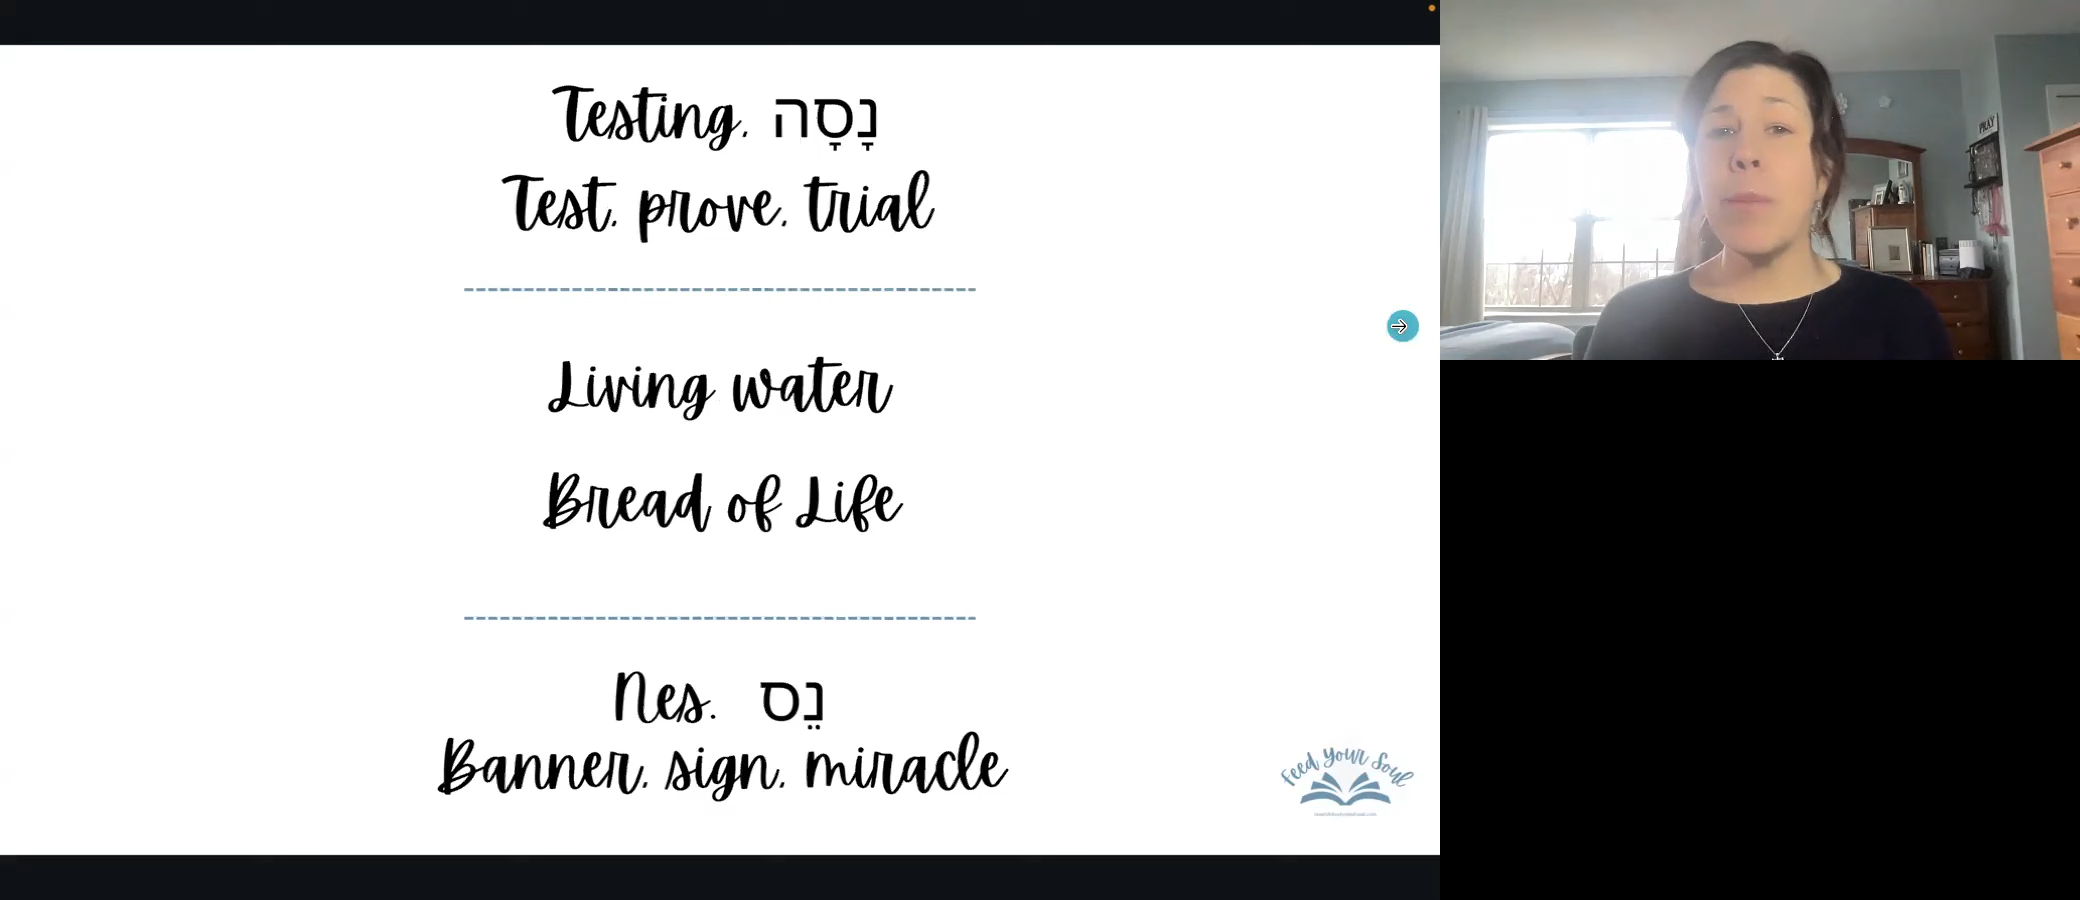 Testing, נָסָה
Test, prove, trial
Living water
Bread of Life
Nes, נֵס
Banner, sign, miracle
Feed Your Soul
PRAY